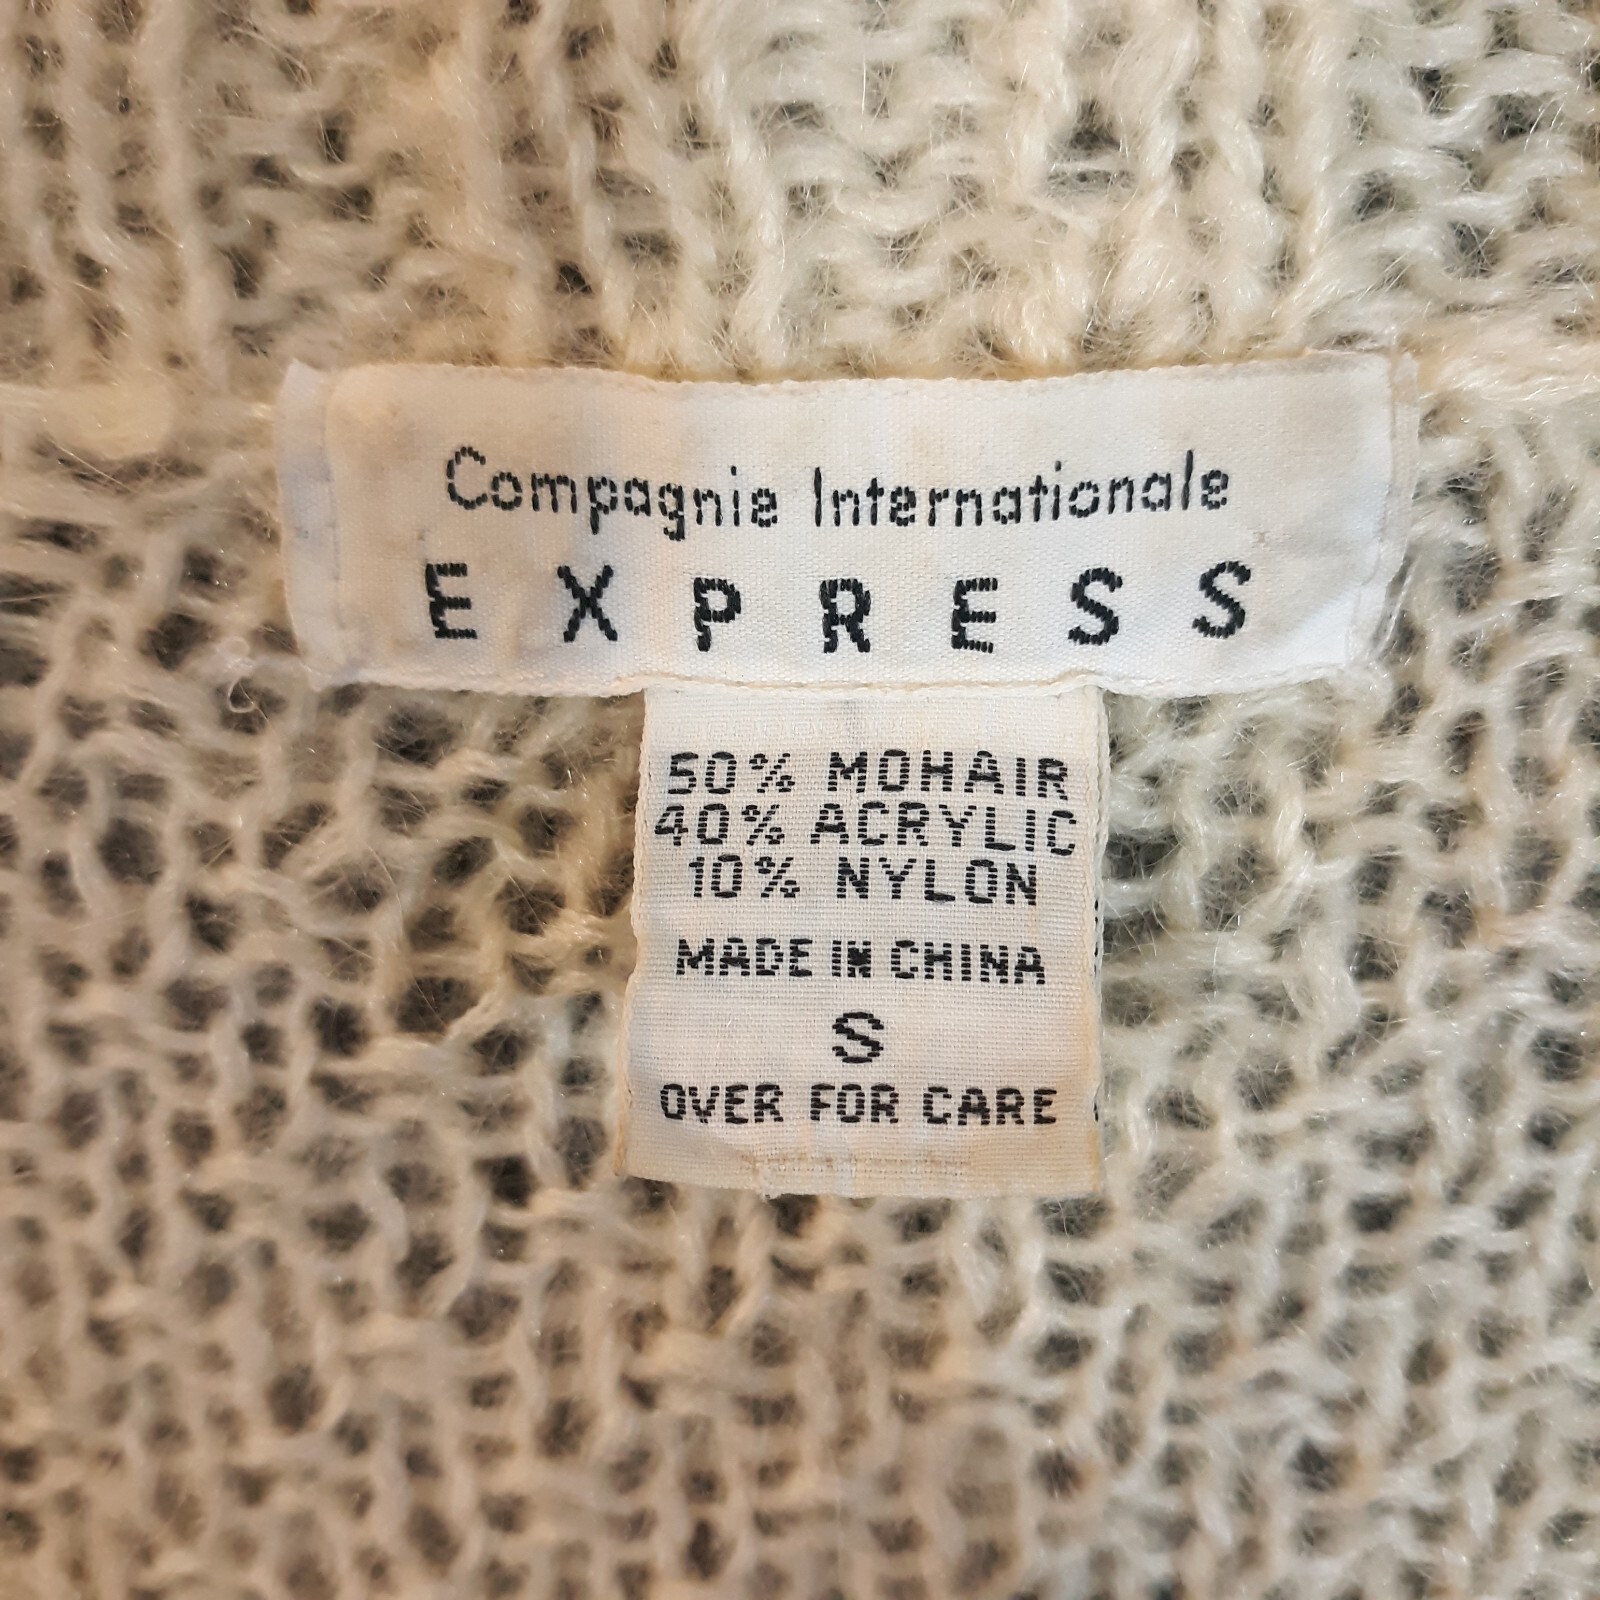 Compagnie Internationale
EXPRESS
50% MOHAIR
40% ACRYLIC
10% NYLON
MADE IN CHINA
S
OVER FOR CARE